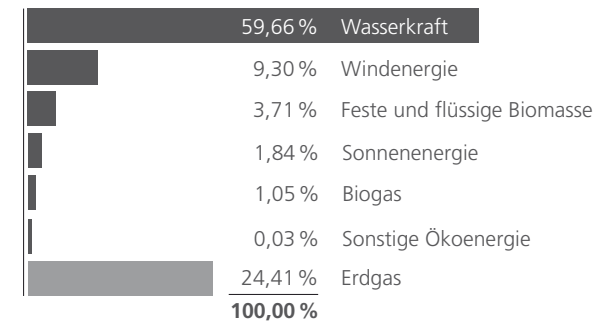 59,66 % Wasserkraft
9,30 % Windenergie
3,71 % Feste und flüssige Biomasse
1,84 % Sonnenenergie
1,05 % Biogas
0,03 % Sonstige Ökoenergie
24,41 % Erdgas
100,00 %